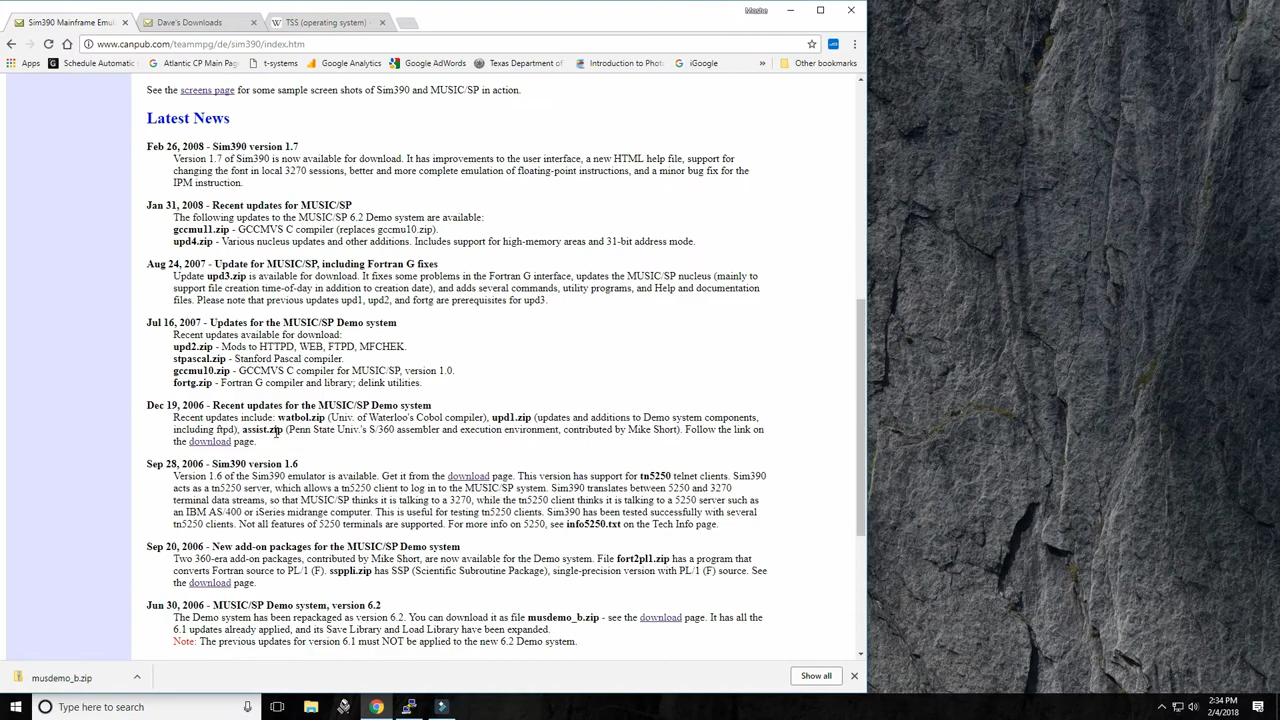 Sim390 Mainframe Emul
Dave's Downloads
TSS (operating system) -
Moshe
www.canpub.com/teammpg/de/sim390/index.htm
Apps
Schedule Automatic
Atlantic CP Main Pag
t-systems
Google Analytics
Google AdWords
Texas Department of
Introduction to Phot
iGoogle
»
Other bookmarks
See the screens page for some sample screen shots of Sim390 and MUSIC/SP in action.
Latest News
Feb 26, 2008 - Sim390 version 1.7
Version 1.7 of Sim390 is now available for download. It has improvements to the user interface, a new HTML help file, support for
changing the font in local 3270 sessions, better and more complete emulation of floating-point instructions, and a minor bug fix for the
IPM instruction.
Jan 31, 2008 - Recent updates for MUSIC/SP
The following updates to the MUSIC/SP 6.2 Demo system are available:
gccmu11.zip - GCCMVS C compiler (replaces gccmu10.zip).
upd4.zip - Various nucleus updates and other additions. Includes support for high-memory areas and 31-bit address mode.
Aug 24, 2007 - Update for MUSIC/SP, including Fortran G fixes
Update upd3.zip is available for download. It fixes some problems in the Fortran G interface, updates the MUSIC/SP nucleus (mainly to
support file creation time-of-day in addition to creation date), and adds several commands, utility programs, and Help and documentation
files. Please note that previous updates upd1, upd2, and fortg are prerequisites for upd3.
Jul 16, 2007 - Updates for the MUSIC/SP Demo system
Recent updates available for download:
upd2.zip - Mods to HTTPD, WEB, FTPD, MFCHEK.
stpascal.zip - Stanford Pascal compiler.
gccmu10.zip - GCCMVS C compiler for MUSIC/SP, version 1.0.
fortg.zip - Fortran G compiler and library; delink utilities.
Dec 19, 2006 - Recent updates for the MUSIC/SP Demo system
Recent updates include: watbol.zip (Univ. of Waterloo's Cobol compiler), upd1.zip (updates and additions to Demo system components,
including ftpd), assist.zip (Penn State Univ.'s S/360 assembler and execution environment, contributed by Mike Short). Follow the link on
the download page.
Sep 28, 2006 - Sim390 version 1.6
Version 1.6 of the Sim390 emulator is available. Get it from the download page. This version has support for tn5250 telnet clients. Sim390
acts as a tn5250 server, which allows a tn5250 client to log in to the MUSIC/SP system. Sim390 translates between 5250 and 3270
terminal data streams, so that MUSIC/SP thinks it is talking to a 3270, while the tn5250 client thinks it is talking to a 5250 server such as
an IBM AS/400 or iSeries midrange computer. This is useful for testing tn5250 clients. Sim390 has been tested successfully with several
tn5250 clients. Not all features of 5250 terminals are supported. For more info on 5250, see info5250.txt on the Tech Info page.
Sep 20, 2006 - New add-on packages for the MUSIC/SP Demo system
Two 360-era add-on packages, contributed by Mike Short, are now available for the Demo system. File fort2pl1.zip has a program that
converts Fortran source to PL/1 (F). ssppli.zip has SSP (Scientific Subroutine Package), single-precision version with PL/1 (F) source. See
the download page.
Jun 30, 2006 - MUSIC/SP Demo system, version 6.2
The Demo system has been repackaged as version 6.2. You can download it as file musdemo_b.zip - see the download page. It has all the
6.1 updates already applied, and its Save Library and Load Library have been expanded.
Note: The previous updates for version 6.1 must NOT be applied to the new 6.2 Demo system.
musdemo_b.zip
Show all
Type here to search
2:34 PM
2/4/2018